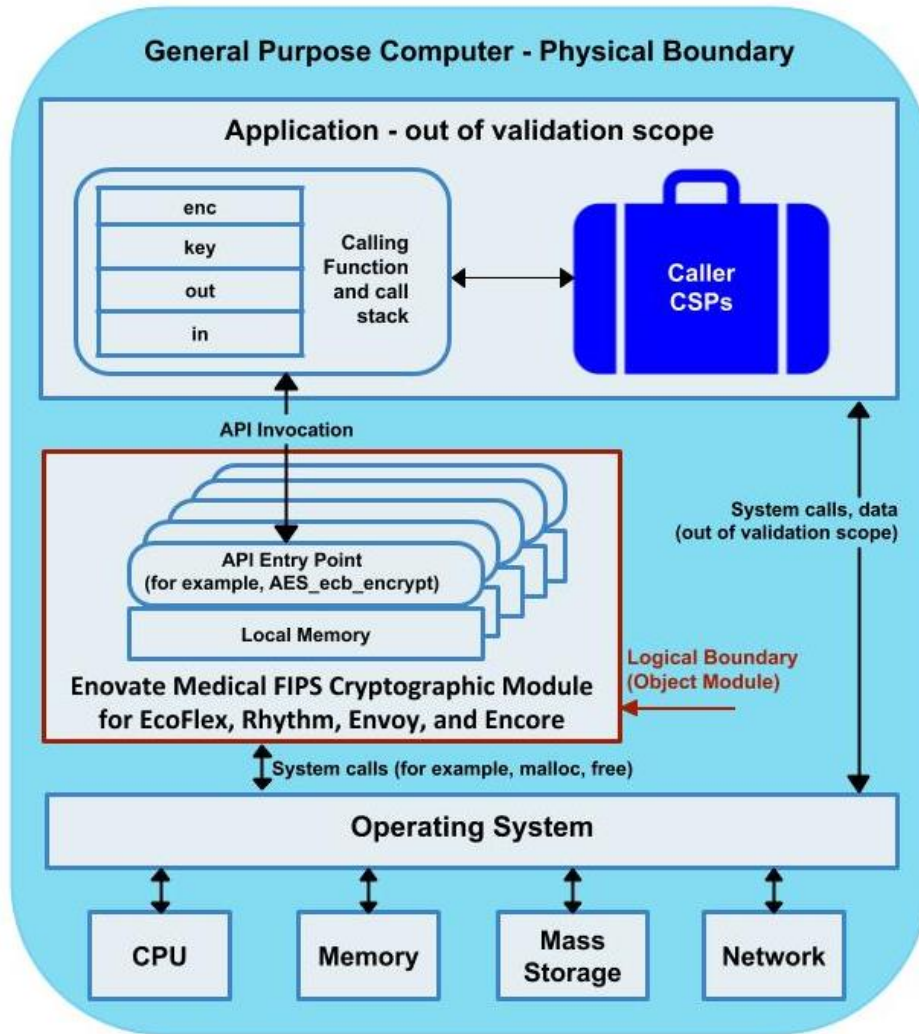 General Purpose Computer - Physical Boundary
Application - out of validation scope
enc
key
out
in
Calling
Function
and call
stack
Caller
CSPs
API Invocation
System calls, data
(out of validation scope)
API Entry Point
(for example, AES_ecb_encrypt)
Local Memory
Enovate Medical FIPS Cryptographic Module
for EcoFlex, Rhythm, Envoy, and Encore
Logical Boundary
(Object Module)
System calls (for example, malloc, free)
Operating System
CPU
Memory
Mass
Storage
Network